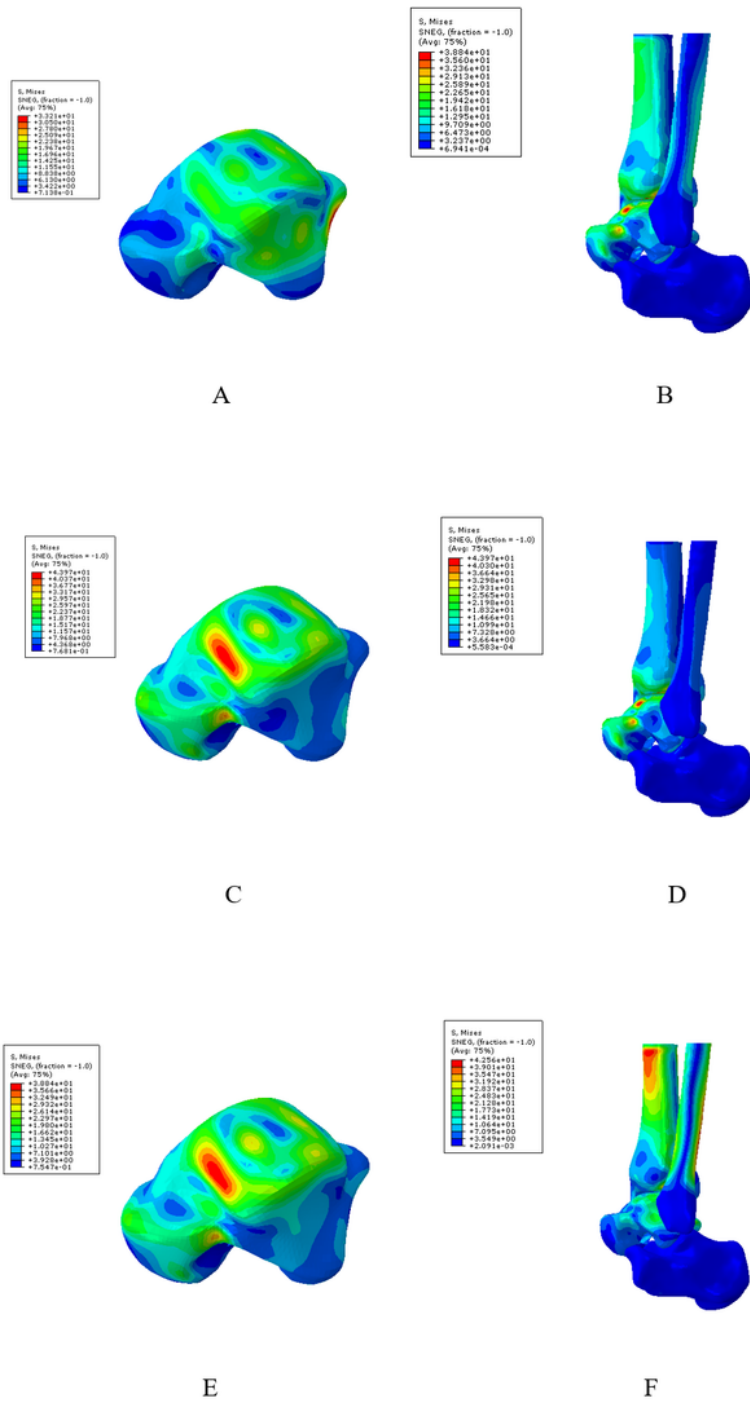 S, Mises
SNEG, (fraction = -1.0)
(Avg: 75%)
+3.321e+01
+3.050e+01
+2.780e+01
+2.509e+01
+2.238e+01
+1.967e+01
+1.696e+01
+1.425e+01
+1.155e+01
+8.838e+00
+6.130e+00
+3.422e+00
+7.138e-01
A
S, Mises
SNEG, (fraction = -1.0)
(Avg: 75%)
+3.884e+01
+3.560e+01
+3.236e+01
+2.913e+01
+2.589e+01
+2.265e+01
+1.942e+01
+1.618e+01
+1.295e+01
+9.709e+00
+6.473e+00
+3.237e+00
+6.941e-04
B
S, Mises
SNEG, (fraction = -1.0)
(Avg: 75%)
+4.397e+01
+4.037e+01
+3.677e+01
+3.317e+01
+2.957e+01
+2.597e+01
+2.237e+01
+1.877e+01
+1.517e+01
+1.157e+01
+7.968e+00
+4.368e+00
+7.681e-01
C
S, Mises
SNEG, (fraction = -1.0)
(Avg: 75%)
+4.397e+01
+4.030e+01
+3.664e+01
+3.298e+01
+2.931e+01
+2.565e+01
+2.198e+01
+1.832e+01
+1.466e+01
+1.099e+01
+7.328e+00
+3.664e+00
+5.583e-04
D
S, Mises
SNEG, (fraction = -1.0)
(Avg: 75%)
+3.884e+01
+3.566e+01
+3.249e+01
+2.932e+01
+2.614e+01
+2.297e+01
+1.980e+01
+1.662e+01
+1.345e+01
+1.027e+01
+7.101e+00
+3.928e+00
+7.547e-01
E
S, Mises
SNEG, (fraction = -1.0)
(Avg: 75%)
+4.256e+01
+3.901e+01
+3.547e+01
+3.192e+01
+2.837e+01
+2.483e+01
+2.128e+01
+1.773e+01
+1.419e+01
+1.064e+01
+7.095e+00
+3.549e+00
+2.091e-03
F